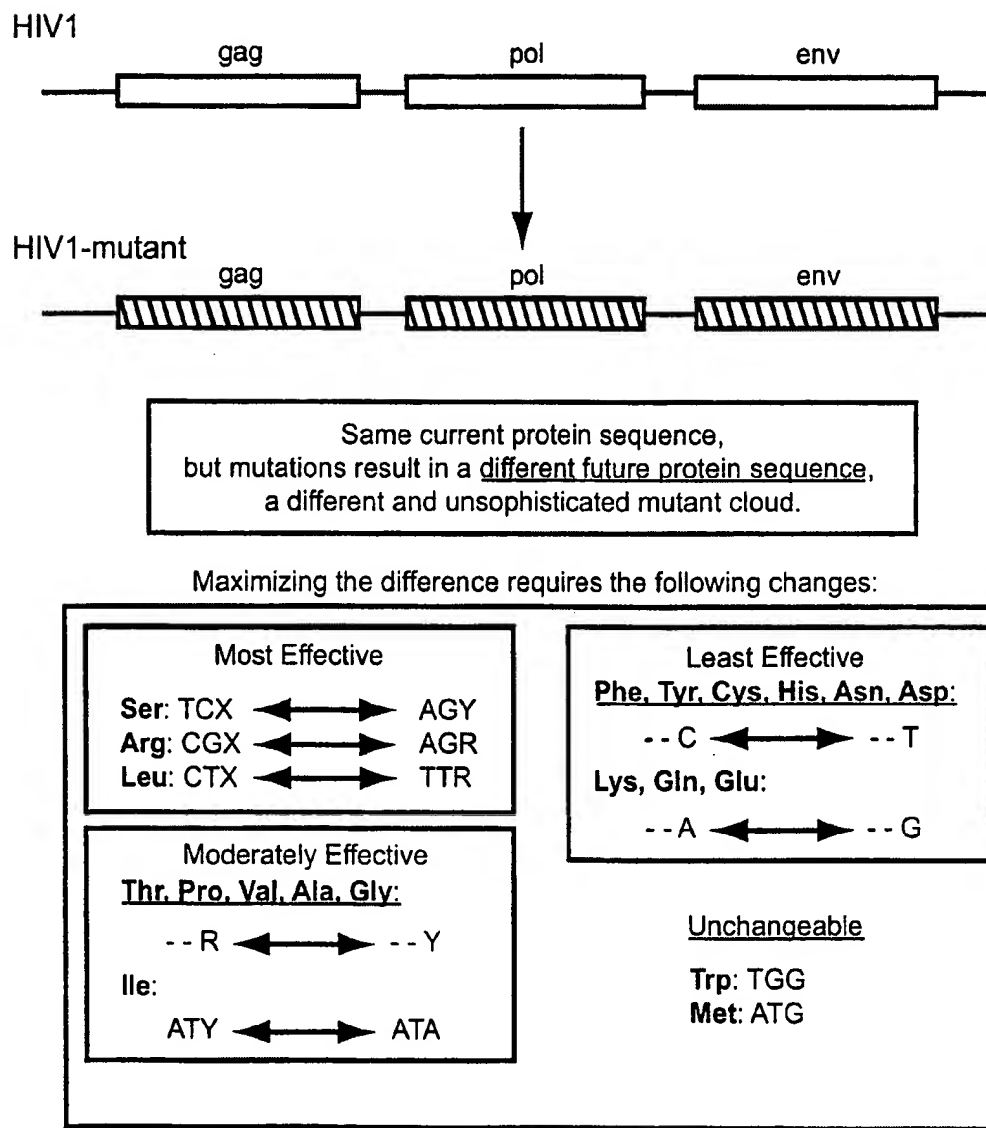 HIV1
gag pol env
HIV1-mutant
gag pol env
Same current protein sequence,
but mutations result in a different future protein sequence,
a different and unsophisticated mutant cloud.
Maximizing the difference requires the following changes:
Most Effective
Ser: TCX AGY
Arg: CGX AGR
Leu: CTX TTR
Moderately Effective
Thr, Pro, Val, Ala, Gly:
- - R - - Y
Ile:
ATY ATA
Least Effective
Phe, Tyr, Cys, His, Asn, Asp:
- - C - - T
Lys, Gln, Glu:
- - A - - G
Unchangeable
Trp: TGG
Met: ATG